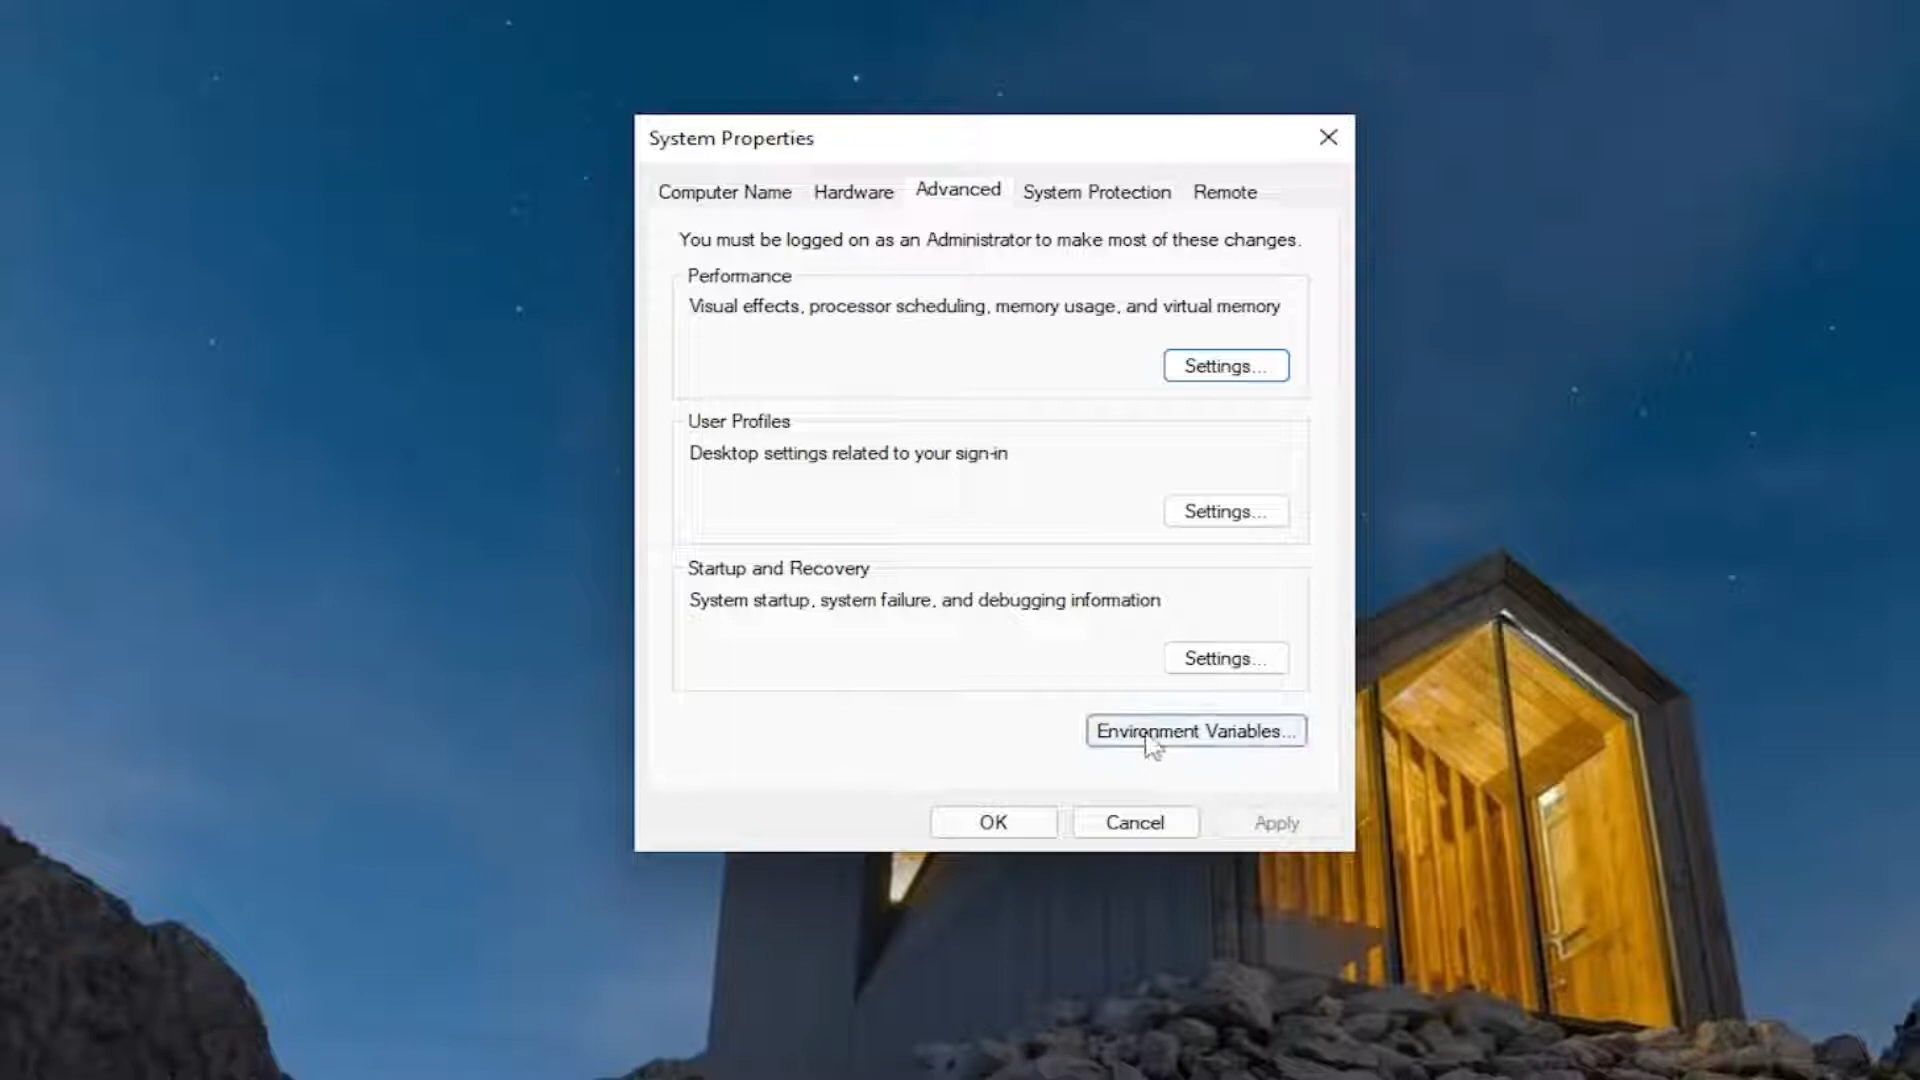 System Properties
Computer Name Hardware Advanced System Protection Remote
You must be logged on as an Administrator to make most of these changes.
Performance
Visual effects, processor scheduling, memory usage, and virtual memory
Settings...
User Profiles
Desktop settings related to your sign-in
Settings...
Startup and Recovery
System startup, system failure, and debugging information
Settings...
Environment Variables...
OK Cancel Apply